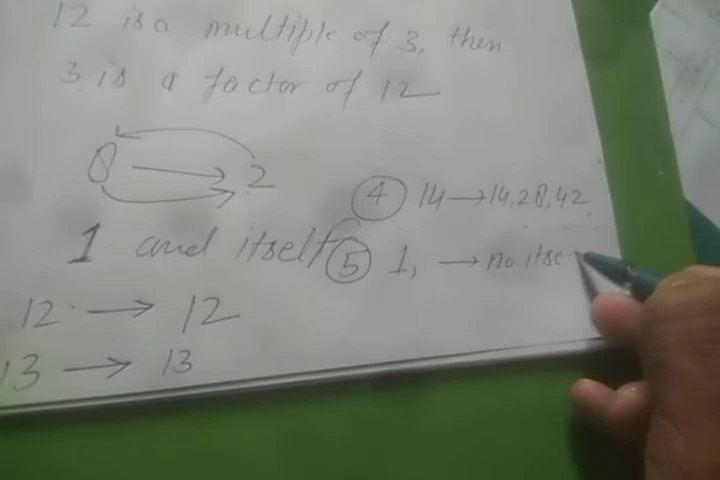 12 is a multiple of 3, then
3 is a factor of 12
8 → 2
④ 14 → 14, 28, 42,
1 and itself
⑤ 1, → no. itse
12 → 12
13 → 13